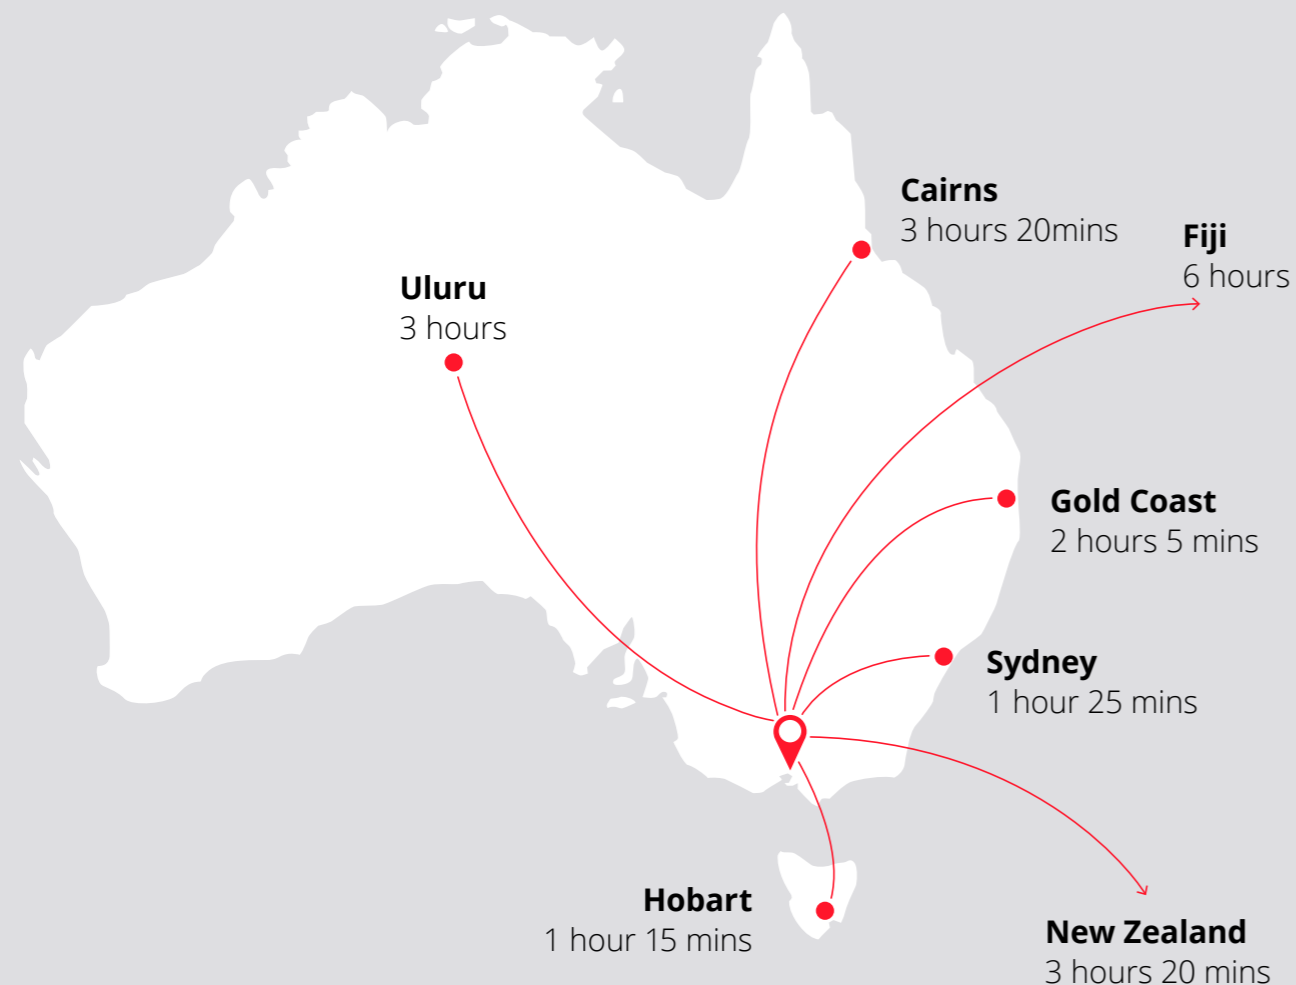 Cairns
3 hours 20mins
Fiji
6 hours
Uluru
3 hours
Gold Coast
2 hours 5 mins
Sydney
1 hour 25 mins
Hobart
1 hour 15 mins
New Zealand
3 hours 20 mins